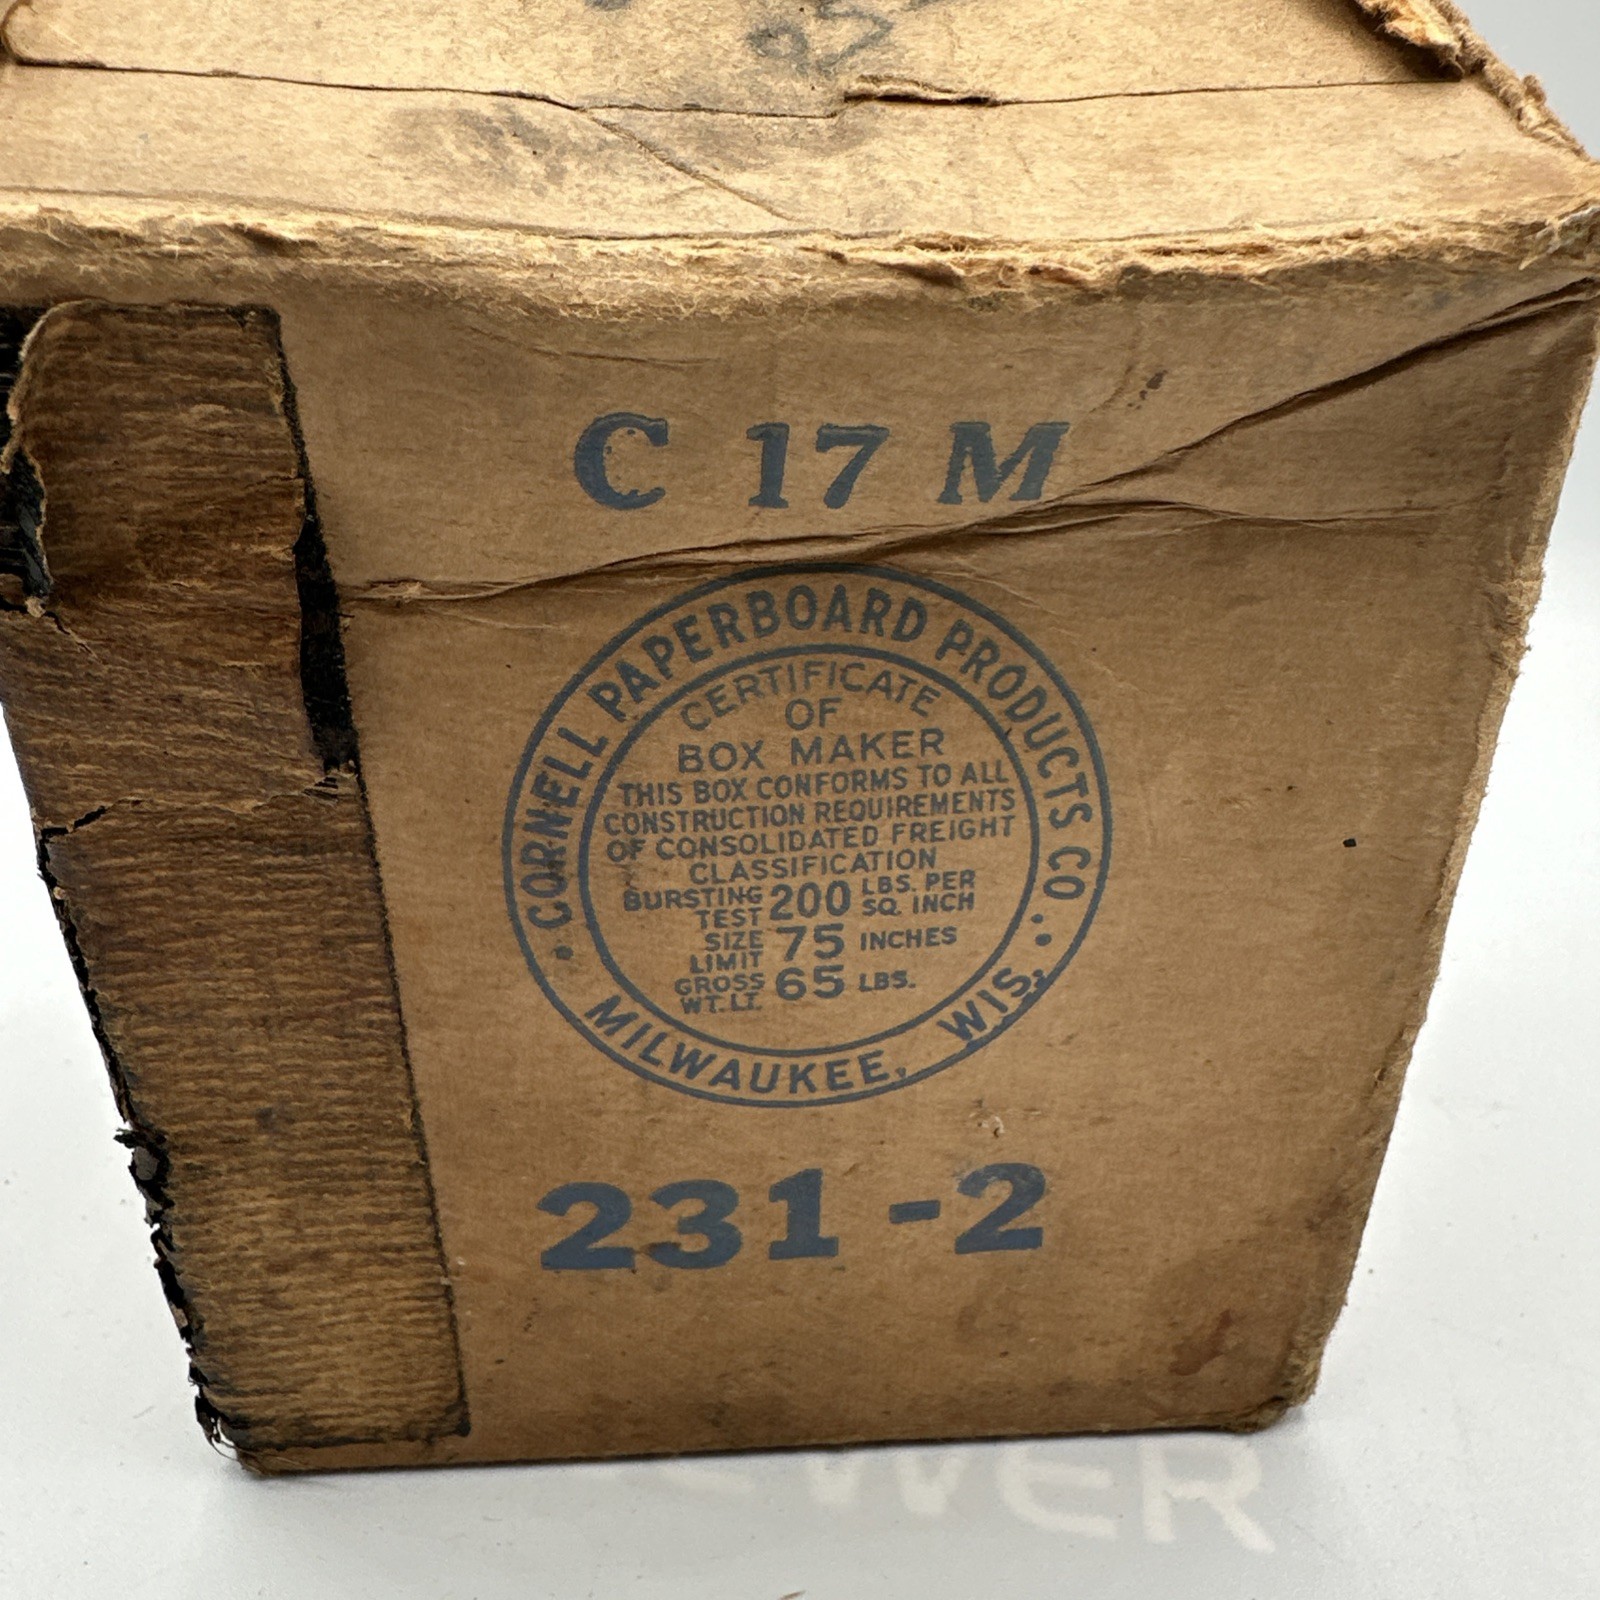 C 17 M
CORNELL PAPERBOARD PRODUCTS CO.
CERTIFICATE
OF
BOX MAKER
THIS BOX CONFORMS TO ALL
CONSTRUCTION REQUIREMENTS
OF CONSOLIDATED FREIGHT
CLASSIFICATION
BURSTING TEST 200 LBS. PER SQ. INCH
SIZE LIMIT 75 INCHES
GROSS WT. LT. 65 LBS.
MILWAUKEE, WIS.
231-2